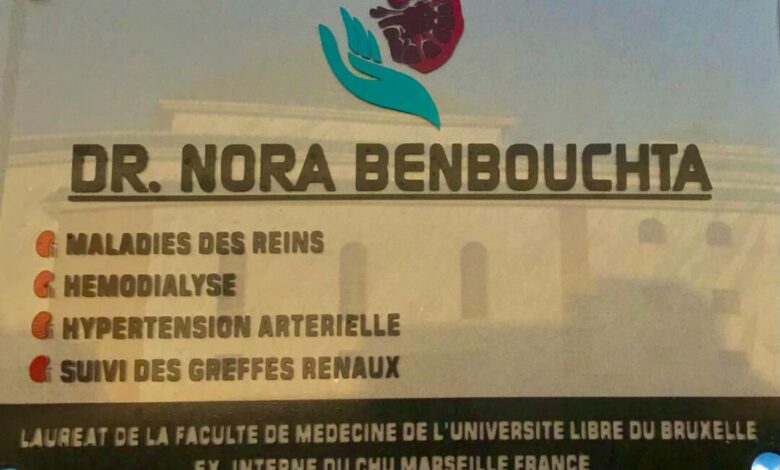 DR. NORA BENBOUCHTA
MALADIES DES REINS
HEMODIALYSE
HYPERTENSION ARTERIELLE
SUIVI DES GREFFES RENAUX
LAUREAT DE LA FACULTE DE MEDECINE DE L'UNIVERSITE LIBRE DU BRUXELLE
EX. INTERNE DU CHU MARSEILLE FRANCE